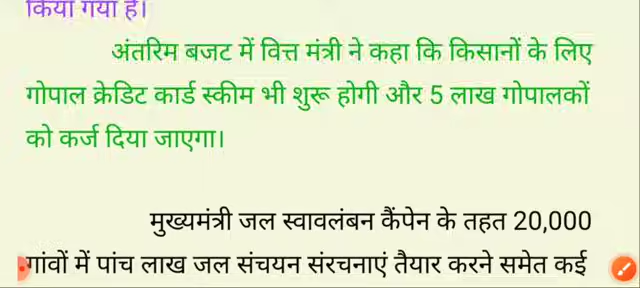 किया गया है।
अंतरिम बजट में वित्त मंत्री ने कहा कि किसानों के लिए
गोपाल क्रेडिट कार्ड स्कीम भी शुरू होगी और 5 लाख गोपालकों
को कर्ज दिया जाएगा।
मुख्यमंत्री जल स्वावलंबन कैंपेन के तहत 20,000
गांवों में पांच लाख जल संचयन संरचनाएं तैयार करने समेत कई